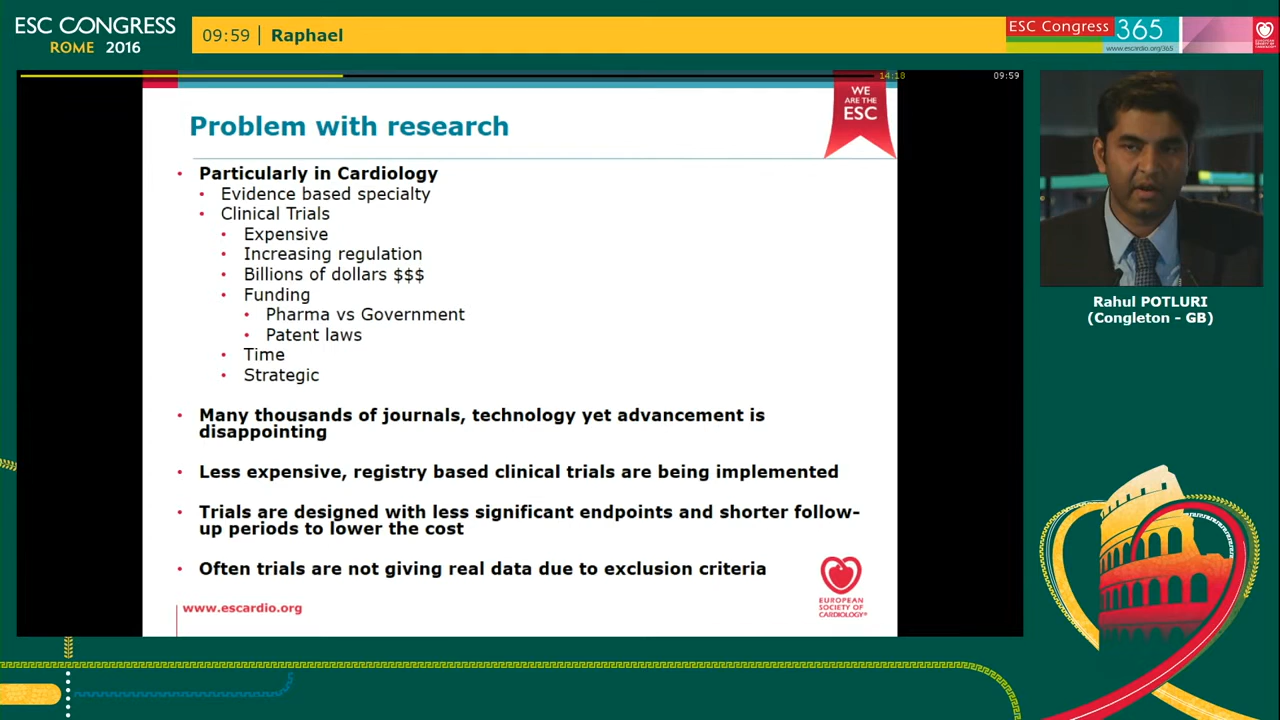 ESC CONGRESS
ROME 2016
09:59 | Raphael
ESC Congress 365
www.escardio.org/365
14:18
09:59
WE
ARE THE
ESC
Problem with research
• Particularly in Cardiology
• Evidence based specialty
• Clinical Trials
• Expensive
• Increasing regulation
• Billions of dollars $$$
• Funding
• Pharma vs Government
• Patent laws
• Time
• Strategic
• Many thousands of journals, technology yet advancement is
disappointing
• Less expensive, registry based clinical trials are being implemented
• Trials are designed with less significant endpoints and shorter follow-
up periods to lower the cost
• Often trials are not giving real data due to exclusion criteria
www.escardio.org
EUROPEAN
SOCIETY OF
CARDIOLOGY®
Rahul POTLURI
(Congleton - GB)